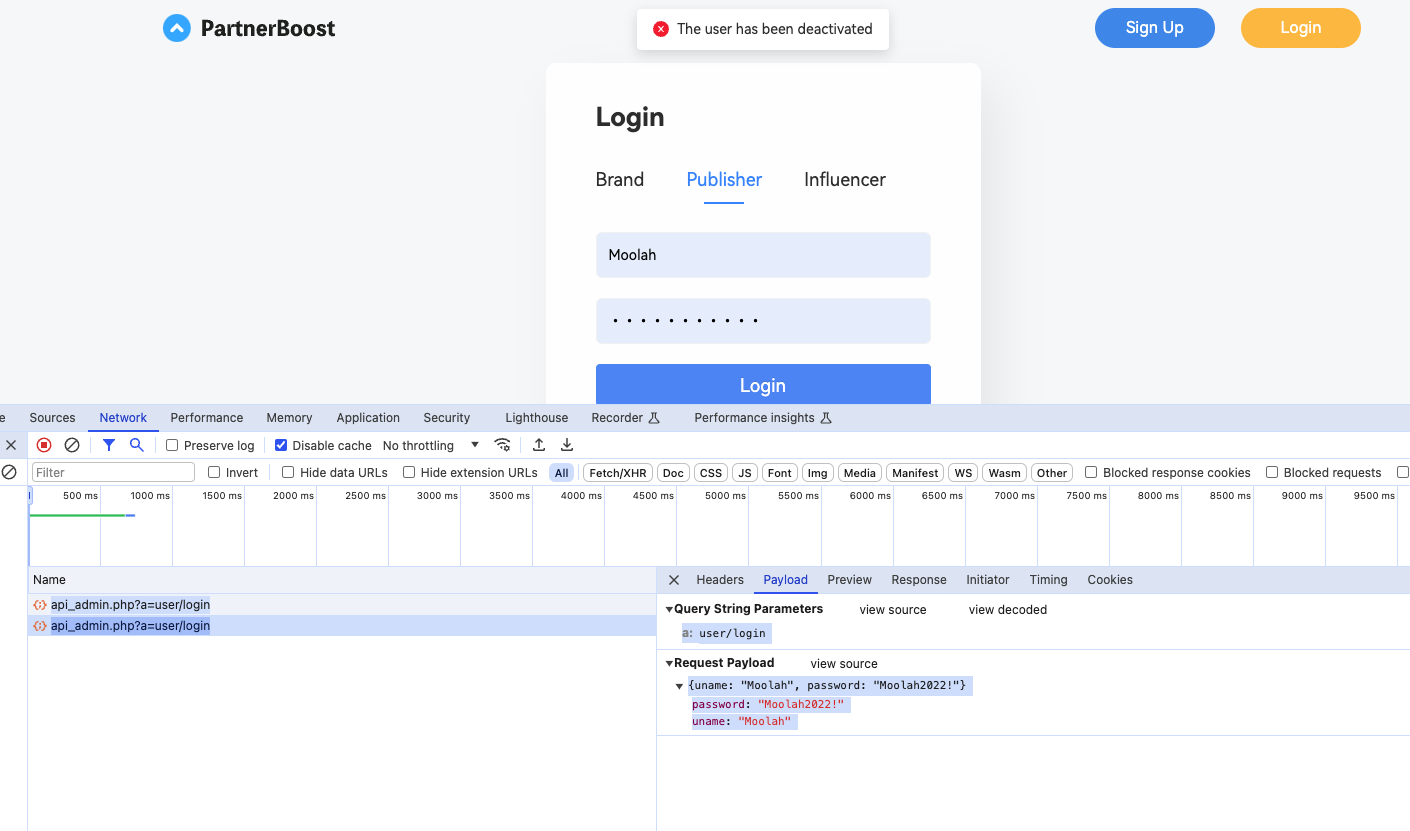 PartnerBoost
The user has been deactivated
Sign Up
Login
Login
Brand Publisher Influencer
Moolah
Login
e Sources Network Performance Memory Application Security Lighthouse Recorder Performance insights
Preserve log Disable cache No throttling
Filter Invert Hide data URLs Hide extension URLs All Fetch/XHR Doc CSS JS Font Img Media Manifest WS Wasm Other Blocked response cookies Blocked requests
500 ms 1000 ms 1500 ms 2000 ms 2500 ms 3000 ms 3500 ms 4000 ms 4500 ms 5000 ms 5500 ms 6000 ms 6500 ms 7000 ms 7500 ms 8000 ms 8500 ms 9000 ms 9500 ms
Name
api_admin.php?a=user/login
api_admin.php?a=user/login
Headers Payload Preview Response Initiator Timing Cookies
Query String Parameters view source view decoded
a: user/login
Request Payload view source
{uname: "Moolah", password: "Moolah2022!"}
password: "Moolah2022!"
uname: "Moolah"